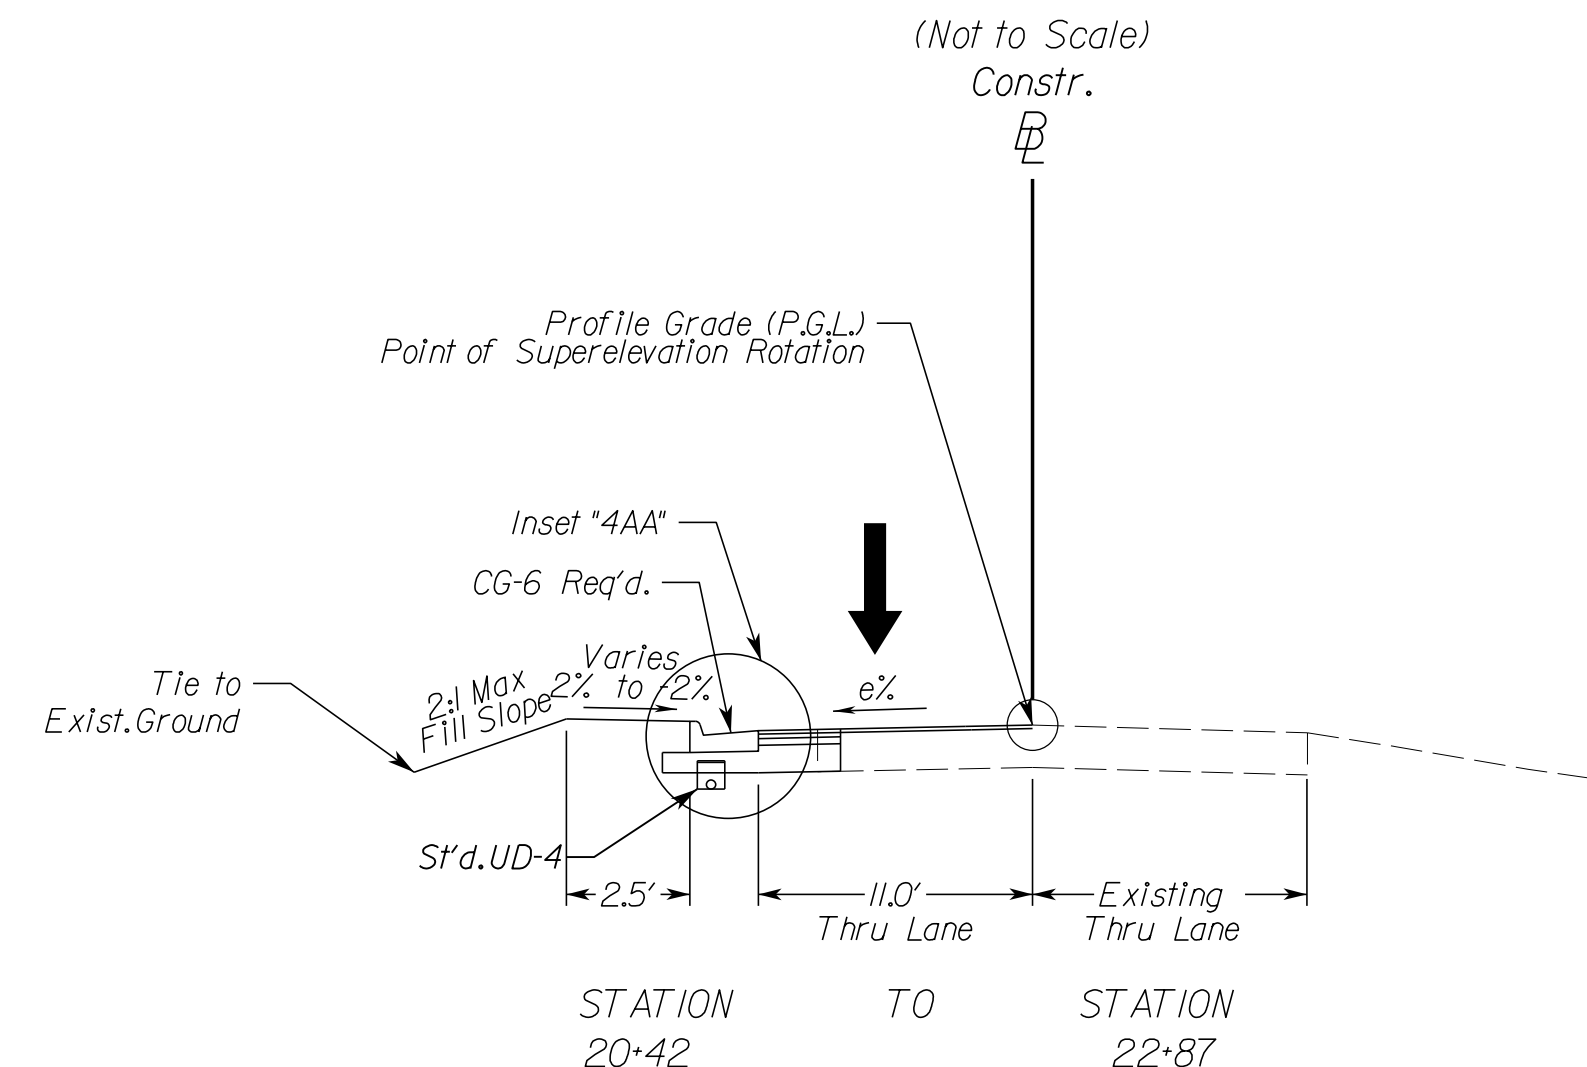 (Not to Scale)
Constr.
BL
Profile Grade (P.G.L.)
Point of Superelevation Rotation
Inset "4AA"
CG-6 Req'd.
Varies
2% to -2%
e%
2:1 Max
Fill Slope
Tie to
Exist.Ground
St'd.UD-4
2.5'
11.0'
Thru Lane
Existing
Thru Lane
STATION TO STATION
20+42 22+87